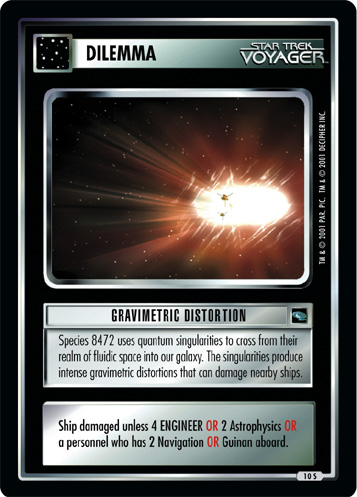 DILEMMA
STAR TREK
VOYAGER™
TM & © 2001 PAR. PIC. TM & © 2001 DECIPHER INC.
GRAVIMETRIC DISTORTION
Species 8472 uses quantum singularities to cross from their
realm of fluidic space into our galaxy. The singularities produce
intense gravimetric distortions that can damage nearby ships.
Ship damaged unless 4 ENGINEER OR 2 Astrophysics OR
a personnel who has 2 Navigation OR Guinan aboard.
10 S